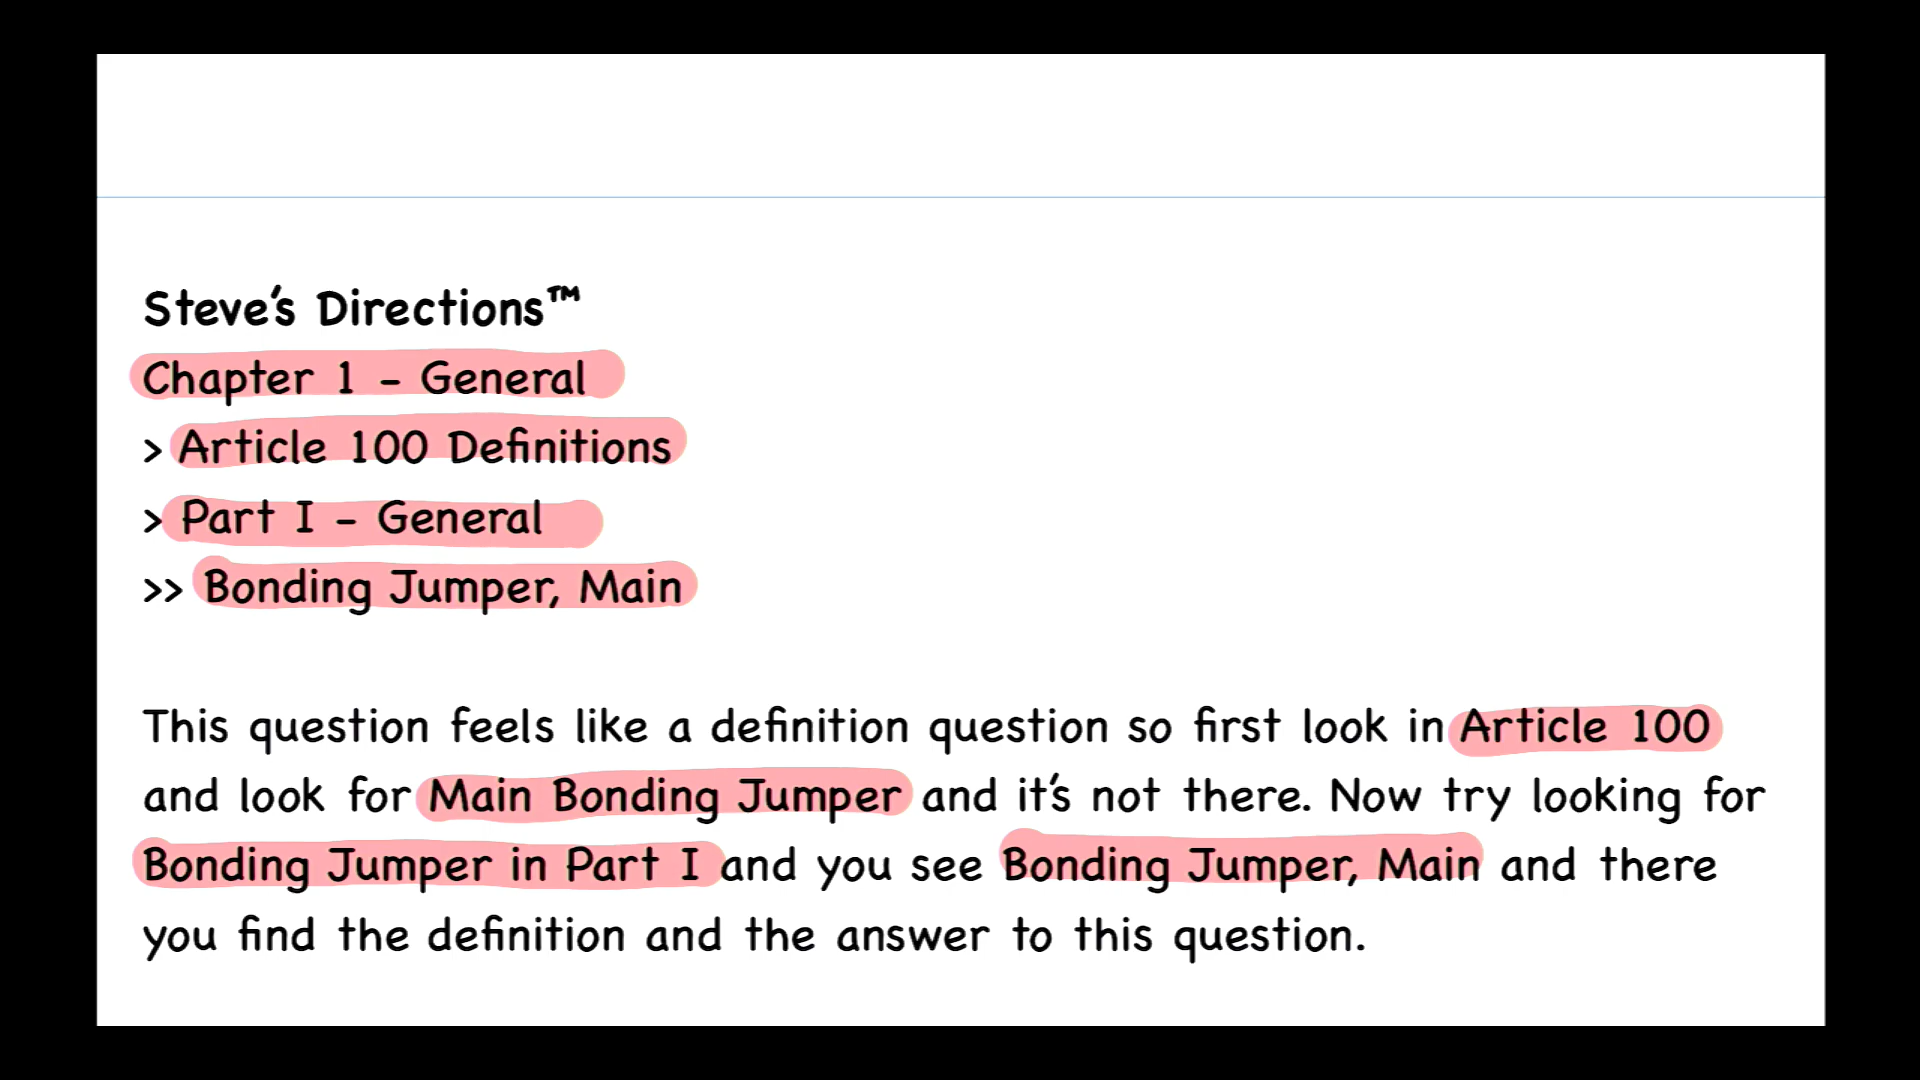 Steve's Directions™
Chapter 1 - General
> Article 100 Definitions
> Part I - General
>> Bonding Jumper, Main
This question feels like a definition question so first look in Article 100
and look for Main Bonding Jumper and it's not there. Now try looking for
Bonding Jumper in Part I and you see Bonding Jumper, Main and there
you find the definition and the answer to this question.